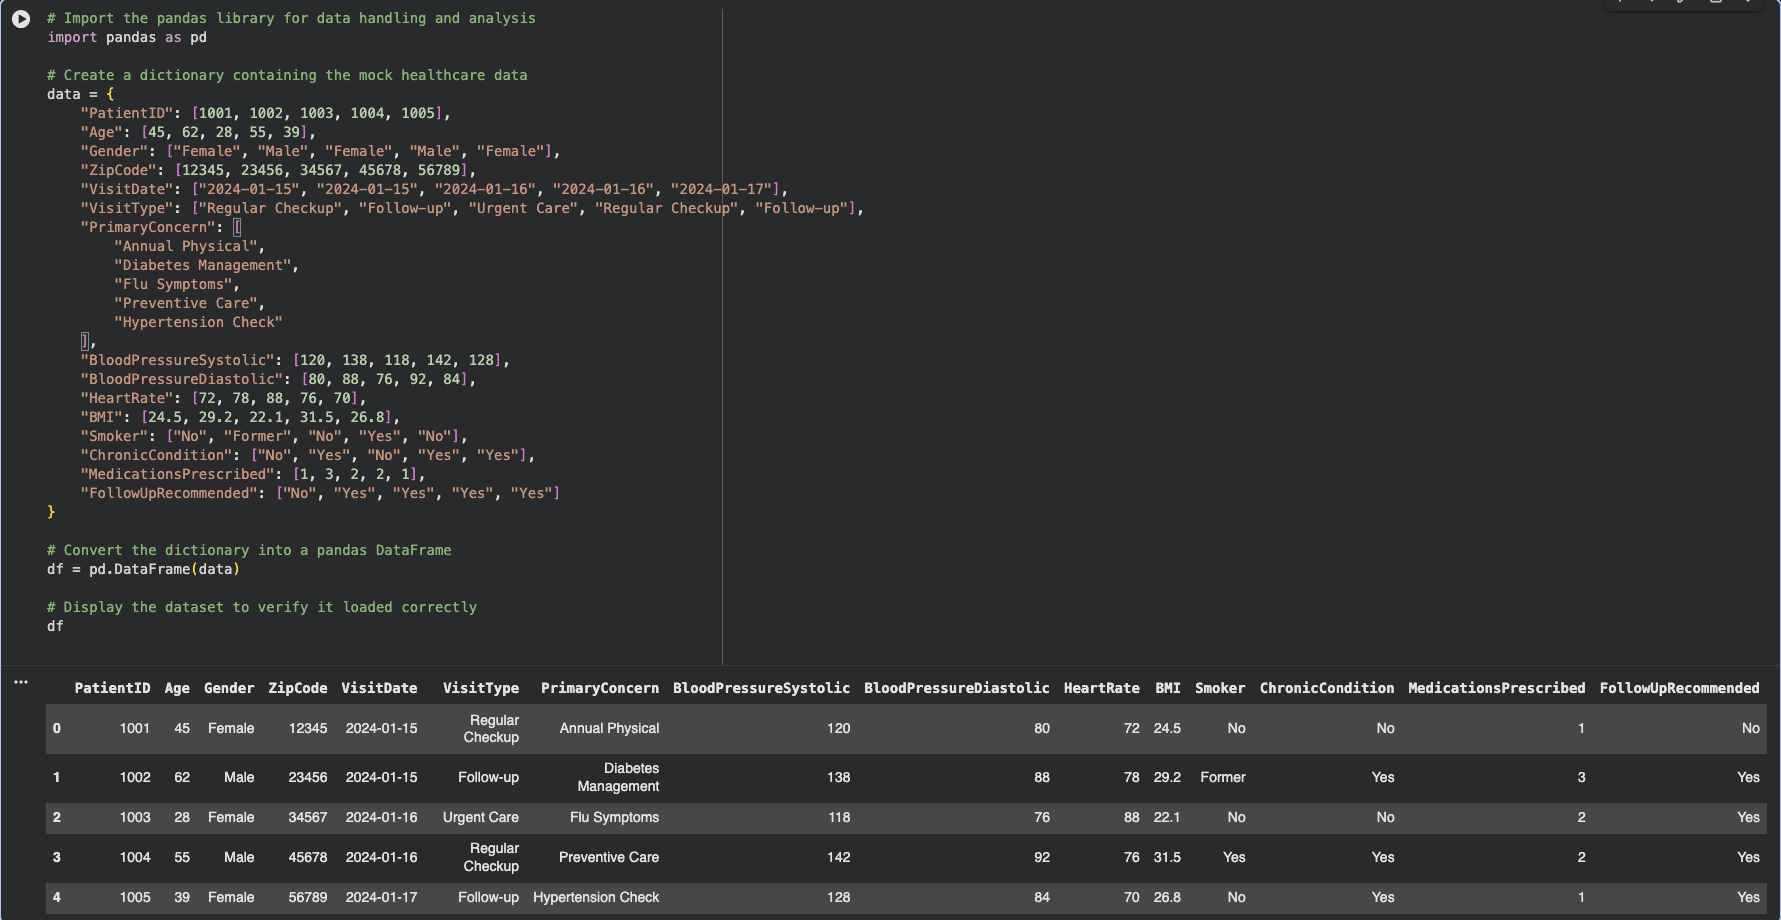 # Import the pandas library for data handling and analysis
import pandas as pd
# Create a dictionary containing the mock healthcare data
data = {
"PatientID": [1001, 1002, 1003, 1004, 1005],
"Age": [45, 62, 28, 55, 39],
"Gender": ["Female", "Male", "Female", "Male", "Female"],
"ZipCode": [12345, 23456, 34567, 45678, 56789],
"VisitDate": ["2024-01-15", "2024-01-15", "2024-01-16", "2024-01-16", "2024-01-17"],
"VisitType": ["Regular Checkup", "Follow-up", "Urgent Care", "Regular Checkup", "Follow-up"],
"PrimaryConcern": [
"Annual Physical",
"Diabetes Management",
"Flu Symptoms",
"Preventive Care",
"Hypertension Check"
],
"BloodPressureSystolic": [120, 138, 118, 142, 128],
"BloodPressureDiastolic": [80, 88, 76, 92, 84],
"HeartRate": [72, 78, 88, 76, 70],
"BMI": [24.5, 29.2, 22.1, 31.5, 26.8],
"Smoker": ["No", "Former", "No", "Yes", "No"],
"ChronicCondition": ["No", "Yes", "No", "Yes", "Yes"],
"MedicationsPrescribed": [1, 3, 2, 2, 1],
"FollowUpRecommended": ["No", "Yes", "Yes", "Yes", "Yes"]
}
# Convert the dictionary into a pandas DataFrame
df = pd.DataFrame(data)
# Display the dataset to verify it loaded correctly
df
PatientID Age Gender ZipCode VisitDate VisitType PrimaryConcern BloodPressureSystolic BloodPressureDiastolic HeartRate BMI Smoker ChronicCondition MedicationsPrescribed FollowUpRecommended
0 1001 45 Female 12345 2024-01-15 Regular Checkup Annual Physical 120 80 72 24.5 No No 1 No
1 1002 62 Male 23456 2024-01-15 Follow-up Diabetes Management 138 88 78 29.2 Former Yes 3 Yes
2 1003 28 Female 34567 2024-01-16 Urgent Care Flu Symptoms 118 76 88 22.1 No No 2 Yes
3 1004 55 Male 45678 2024-01-16 Regular Checkup Preventive Care 142 92 76 31.5 Yes Yes 2 Yes
4 1005 39 Female 56789 2024-01-17 Follow-up Hypertension Check 128 84 70 26.8 No Yes 1 Yes